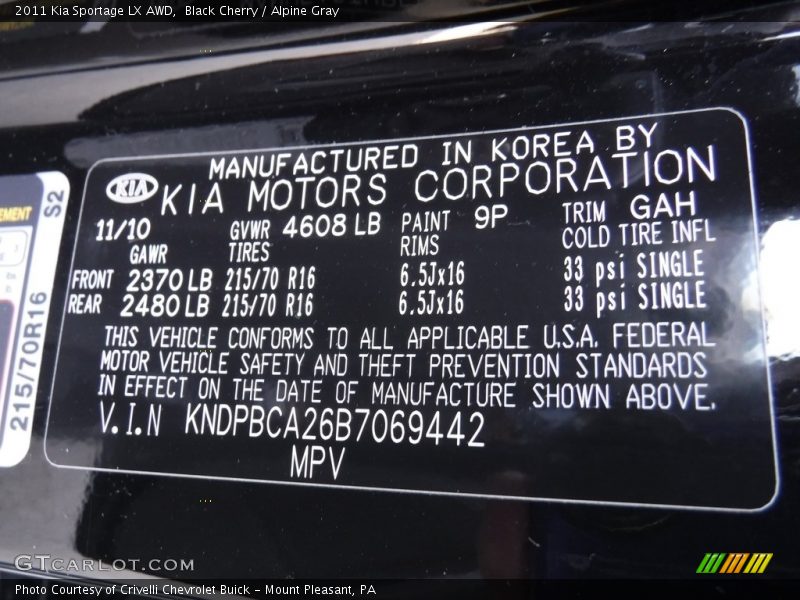 2011 Kia Sportage LX AWD, Black Cherry / Alpine Gray
MANUFACTURED IN KOREA BY
KIA KIA MOTORS CORPORATION
11/10 GVWR 4608 LB PAINT 9P TRIM GAH
GAWR TIRES RIMS COLD TIRE INFL
FRONT 2370 LB 215/70 R16 6.5Jx16 33 psi SINGLE
REAR 2480 LB 215/70 R16 6.5Jx16 33 psi SINGLE
THIS VEHICLE CONFORMS TO ALL APPLICABLE U.S.A. FEDERAL
MOTOR VEHICLE SAFETY AND THEFT PREVENTION STANDARDS
IN EFFECT ON THE DATE OF MANUFACTURE SHOWN ABOVE.
V.I.N KNDPBCA26B7069442
MPV
S2
215/70R16
GTCARLOT.COM
Photo Courtesy of Crivelli Chevrolet Buick - Mount Pleasant, PA